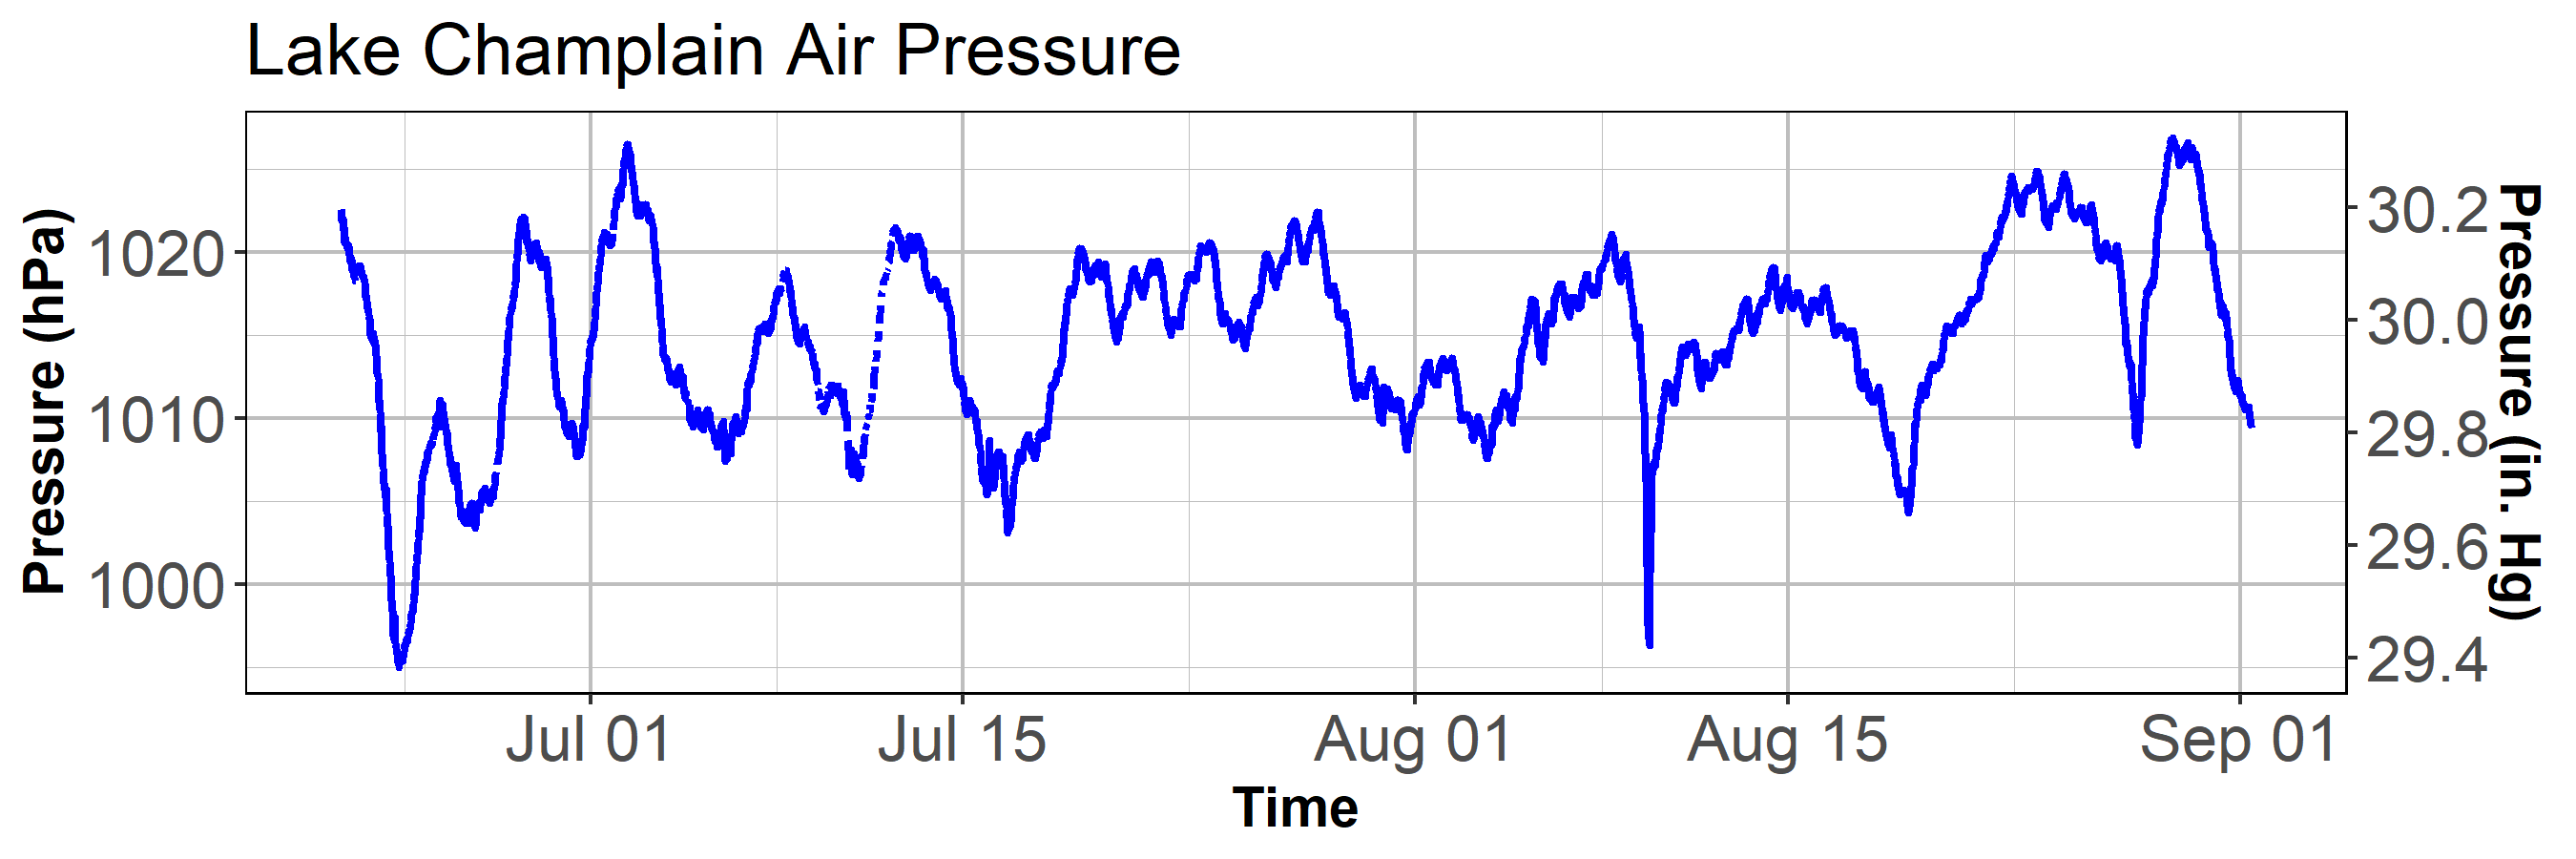 Lake Champlain Air Pressure
Pressure (hPa)
1020
1010
1000
30.2
30.0
29.8
29.6
29.4
Pressure (in. Hg)
Jul 01
Jul 15
Aug 01
Aug 15
Sep 01
Time